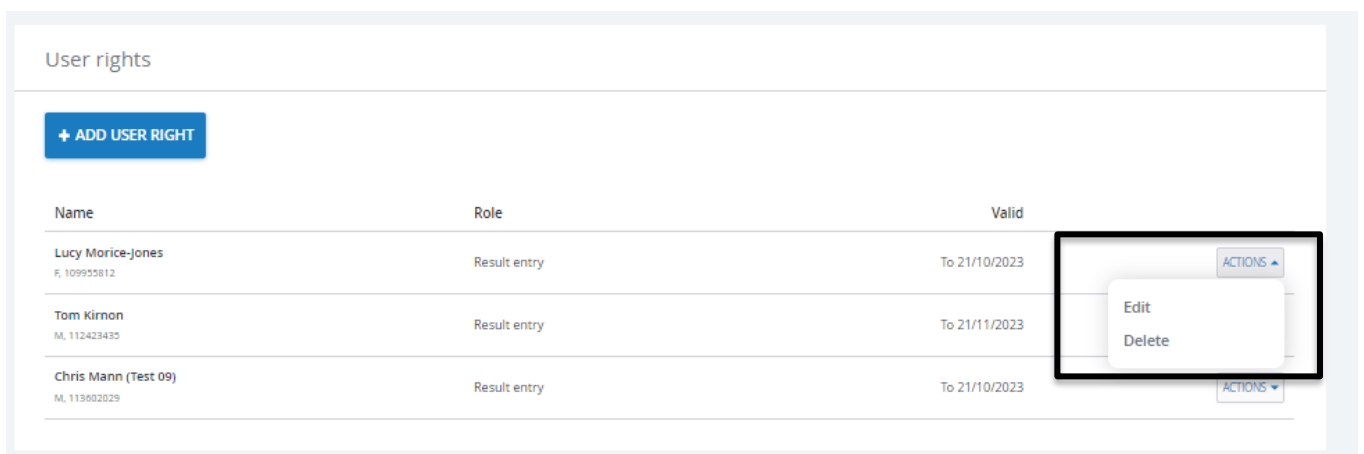 User rights
+ ADD USER RIGHT
Name Role Valid
Lucy Morice-Jones
F, 109955812
Result entry To 21/10/2023 ACTIONS
Edit
Tom Kirnon
M, 112423435
Result entry To 21/11/2023
Delete
Chris Mann (Test 09)
M, 113602029
Result entry To 21/10/2023 ACTIONS